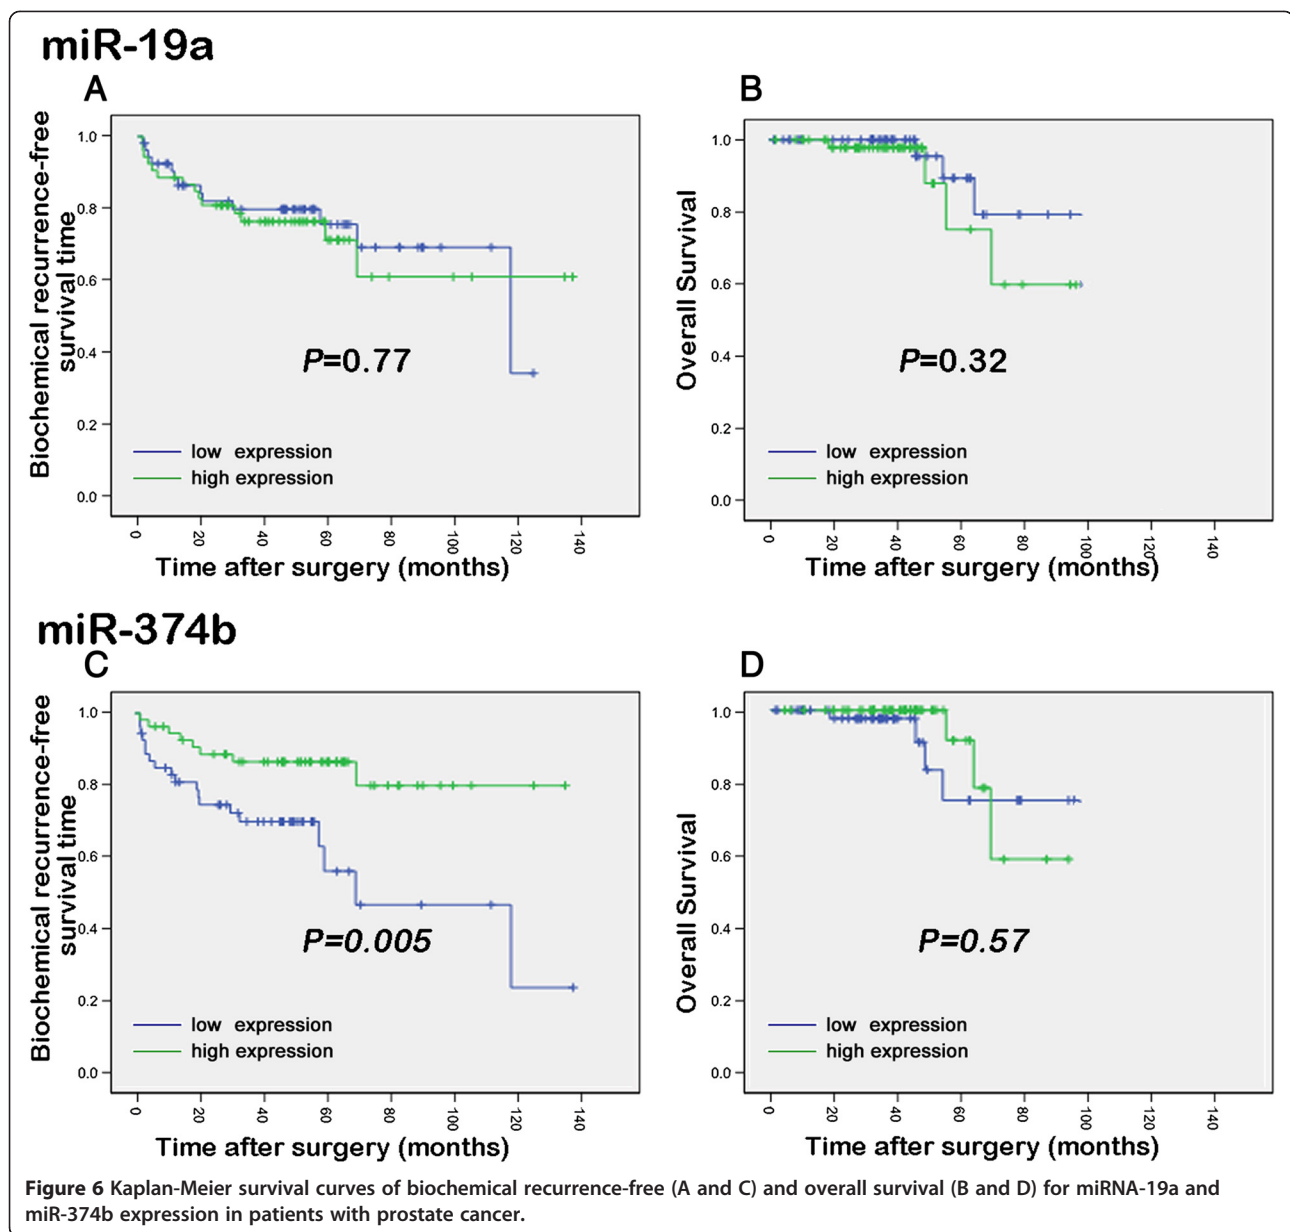 miR-19a
A
B
Biochemical recurrence-free
survival time
1.0
0.8
0.6
0.4
0.2
0.0
P=0.77
low expression
high expression
0 20 40 60 80 100 120 140
Time after surgery (months)
Overall Survival
1.0
0.8
0.6
0.4
0.2
0.0
P=0.32
low expression
high expression
0 20 40 60 80 100 120 140
Time after surgery (months)
miR-374b
C
D
Biochemical recurrence-free
survival time
1.0
0.8
0.6
0.4
0.2
0.0
P=0.005
low expression
high expression
0 20 40 60 80 100 120 140
Time after surgery (months)
Overall Survival
1.0
0.8
0.6
0.4
0.2
0.0
P=0.57
low expression
high expression
0 20 40 60 80 100 120 140
Time after surgery (months)
Figure 6 Kaplan-Meier survival curves of biochemical recurrence-free (A and C) and overall survival (B and D) for miRNA-19a and
miR-374b expression in patients with prostate cancer.